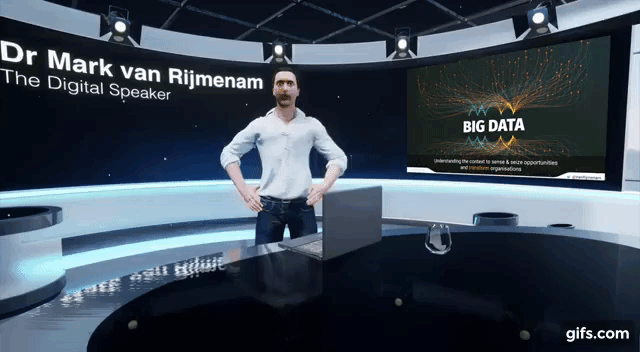 Dr Mark van Rijmenam
The Digital Speaker
BIG DATA
Understanding the context to sense & seize opportunities
and transform organisations
gifs.com